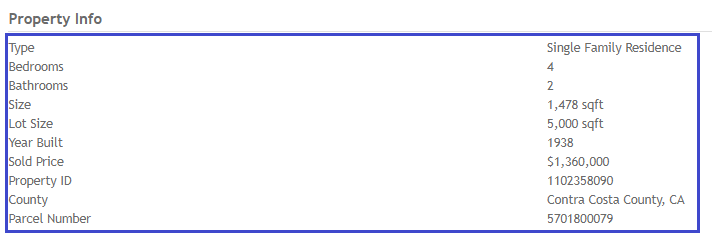 Property Info
Type Single Family Residence
Bedrooms 4
Bathrooms 2
Size 1,478 sqft
Lot Size 5,000 sqft
Year Built 1938
Sold Price $1,360,000
Property ID 1102358090
County Contra Costa County, CA
Parcel Number 5701800079